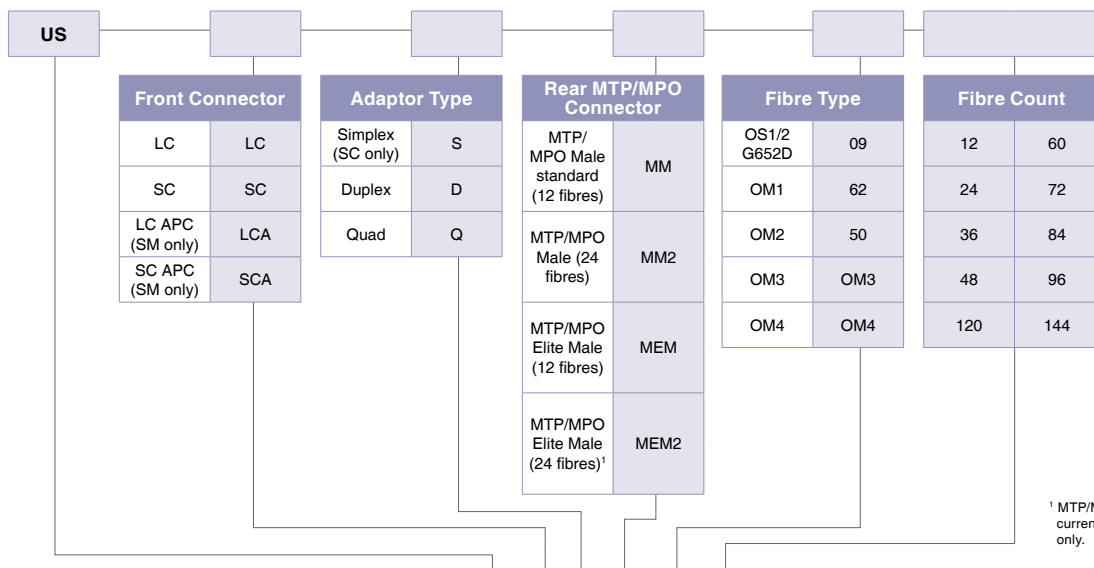 US
Front Connector
LC LC
SC SC
LC APC
(SM only)
LCA
SC APC
(SM only)
SCA
Adaptor Type
Simplex
(SC only)
S
Duplex D
Quad Q
Rear MTP/MPO
Connector
MTP/
MPO Male
standard
(12 fibres)
MM
MTP/MPO
Male (24
fibres)
MM2
MTP/MPO
Elite Male
(12 fibres)
MEM
MTP/MPO
Elite Male
(24 fibres)¹
MEM2
Fibre Type
OS1/2
G652D
09
OM1 62
OM2 50
OM3 OM3
OM4 OM4
Fibre Count
12 60
24 72
36 84
48 96
120 144
¹
only.